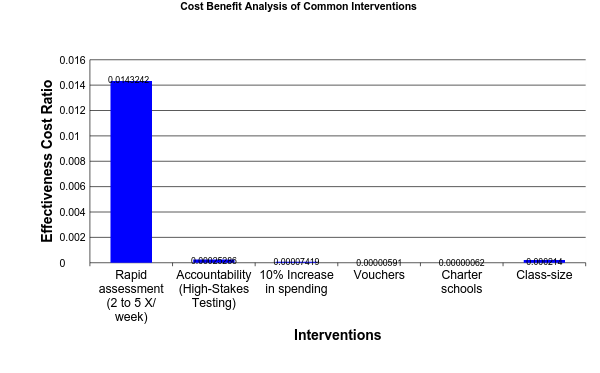 Cost Benefit Analysis of Common Interventions
0.016
0.014
0.012
0.01
0.008
0.006
0.004
0.002
0
Effectiveness Cost Ratio
0.0143242
0.00007419
0.00000591
0.00000062
0.000214
Rapid
assessment
(2 to 5 X/
week)
Accountability
(High-Stakes
Testing)
10% Increase
in spending
Vouchers
Charter
schools
Class-size
Interventions